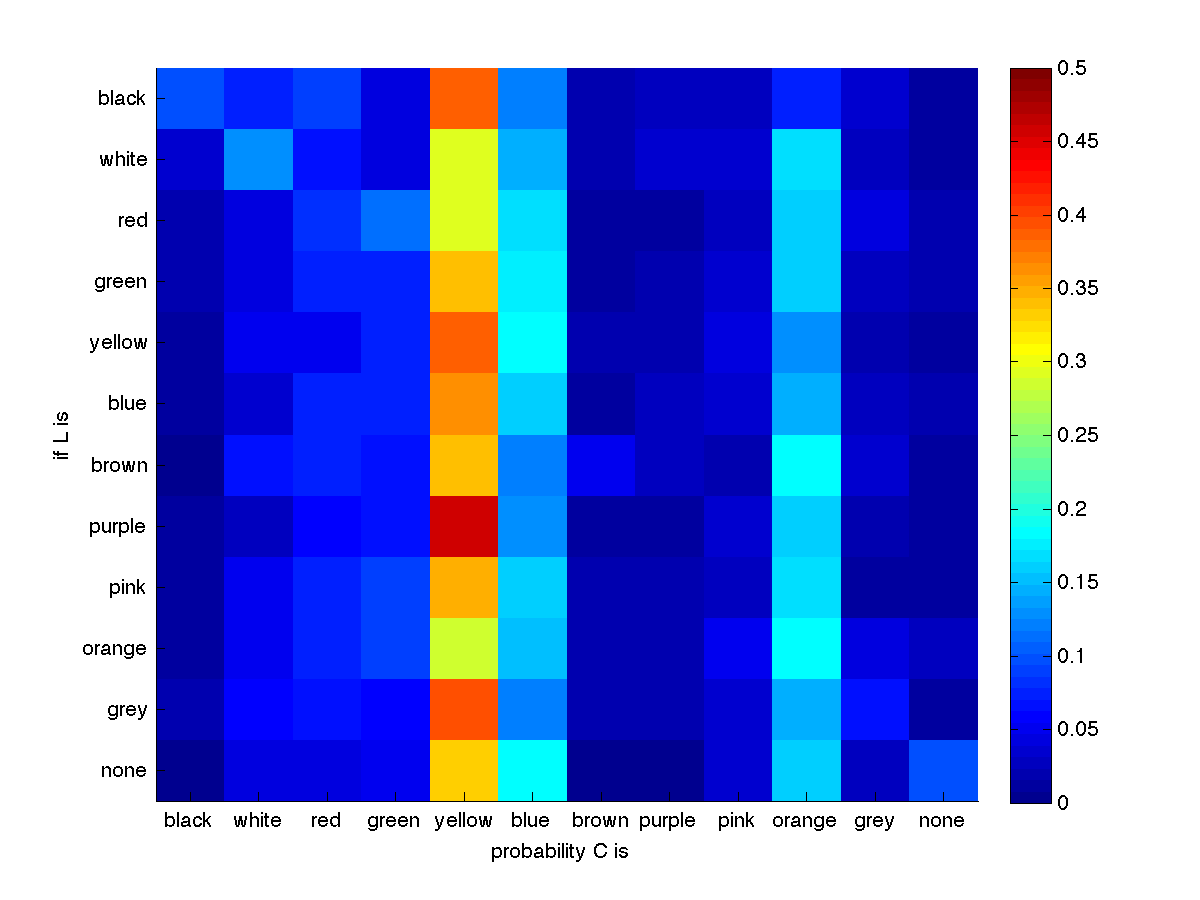 black
white
red
green
yellow
blue
brown
purple
pink
orange
grey
none
if L is
black white red green yellow blue brown purple pink orange grey none
probability C is
0.5
0.45
0.4
0.35
0.3
0.25
0.2
0.15
0.1
0.05
0